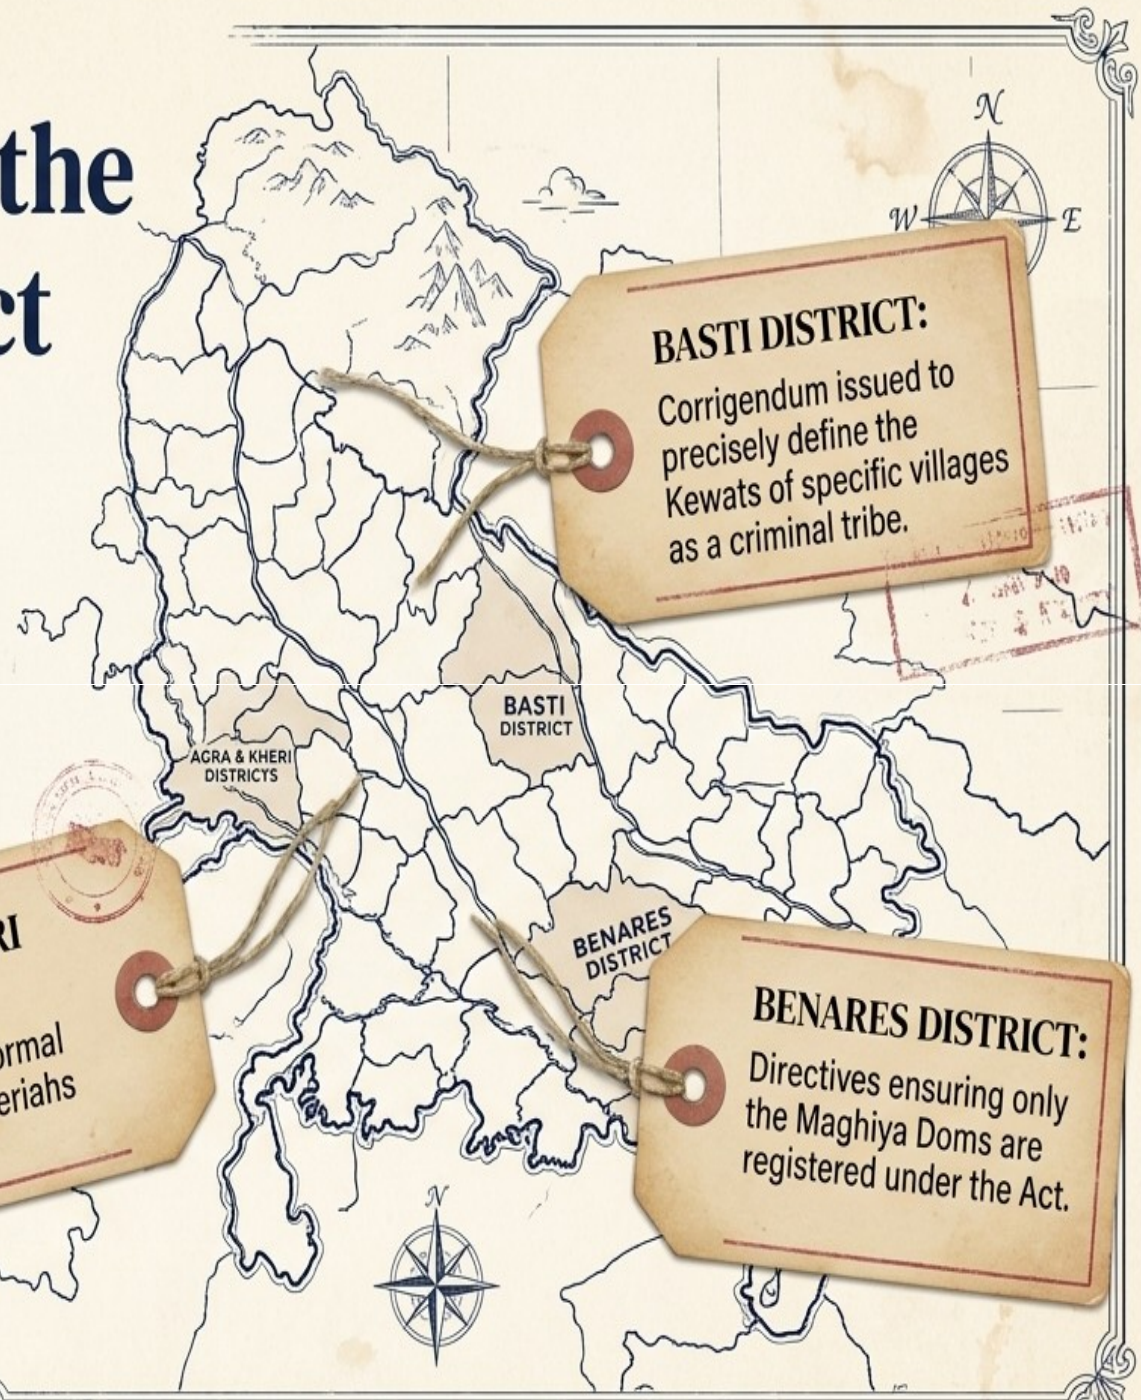 the
ct
N
W
E
BASTI DISTRICT:
Corrigendum issued to
precisely define the
Kewats of specific villages
as a criminal tribe.
BASTI
DISTRICT
AGRA & KHERI
DISTRICYS
RI
ormal
eriahs
BENARES
DISTRICT
BENARES DISTRICT:
Directives ensuring only
the Maghiya Doms are
registered under the Act.
N